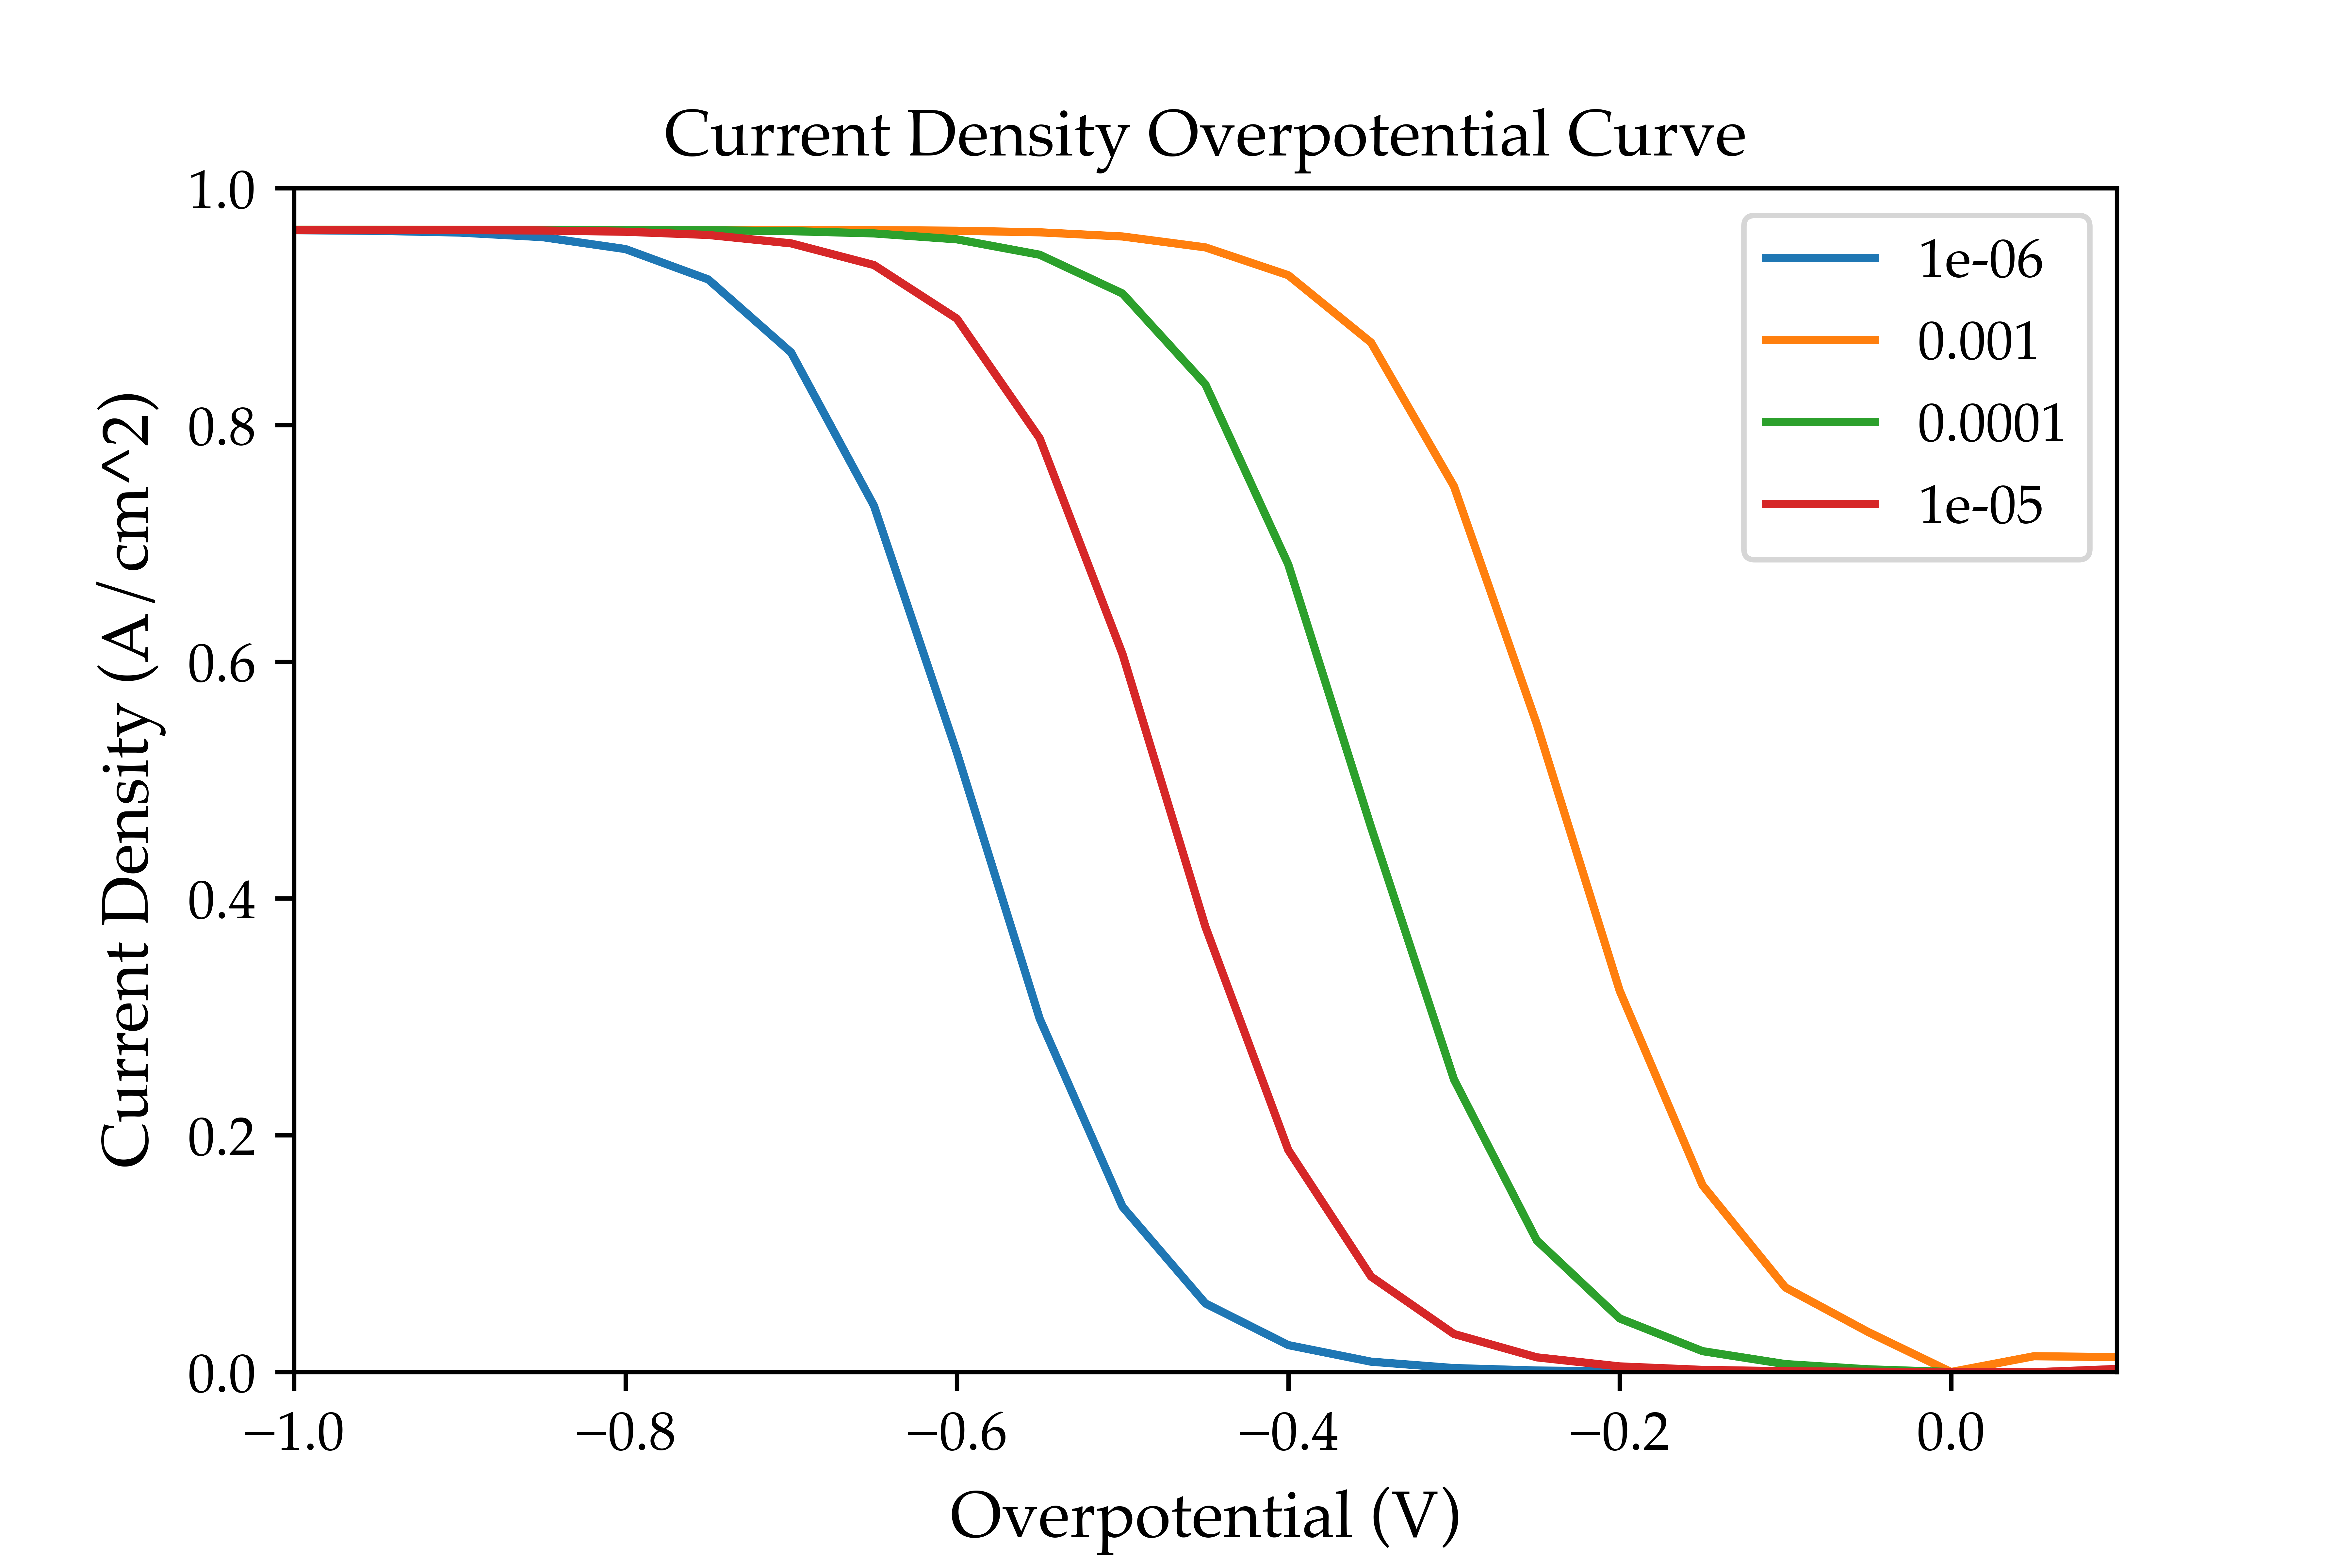 Current Density Overpotential Curve
1.0
0.8
0.6
0.4
0.2
0.0
Current Density (A / cm^2)
1e-06
0.001
0.0001
1e-05
−1.0
−0.8
−0.6
−0.4
−0.2
0.0
Overpotential (V)